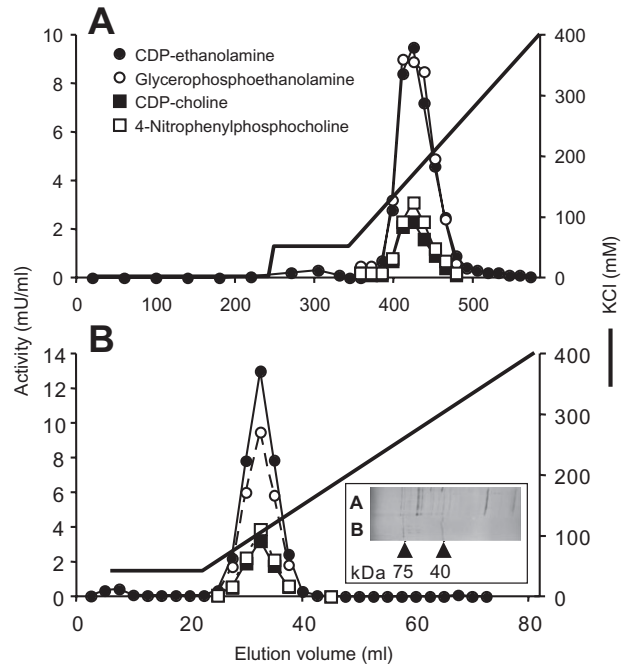 A
CDP-ethanolamine
Glycerophosphoethanolamine
CDP-choline
4-Nitrophenylphosphocholine
10
8
6
4
2
0
400
300
200
100
0
0 100 200 300 400 500
Activity (mU/ml)
KCl (mM)
B
14
12
10
8
6
4
2
0
400
300
200
100
0
A
B
kDa 75 40
0 20 40 60 80
Elution volume (ml)